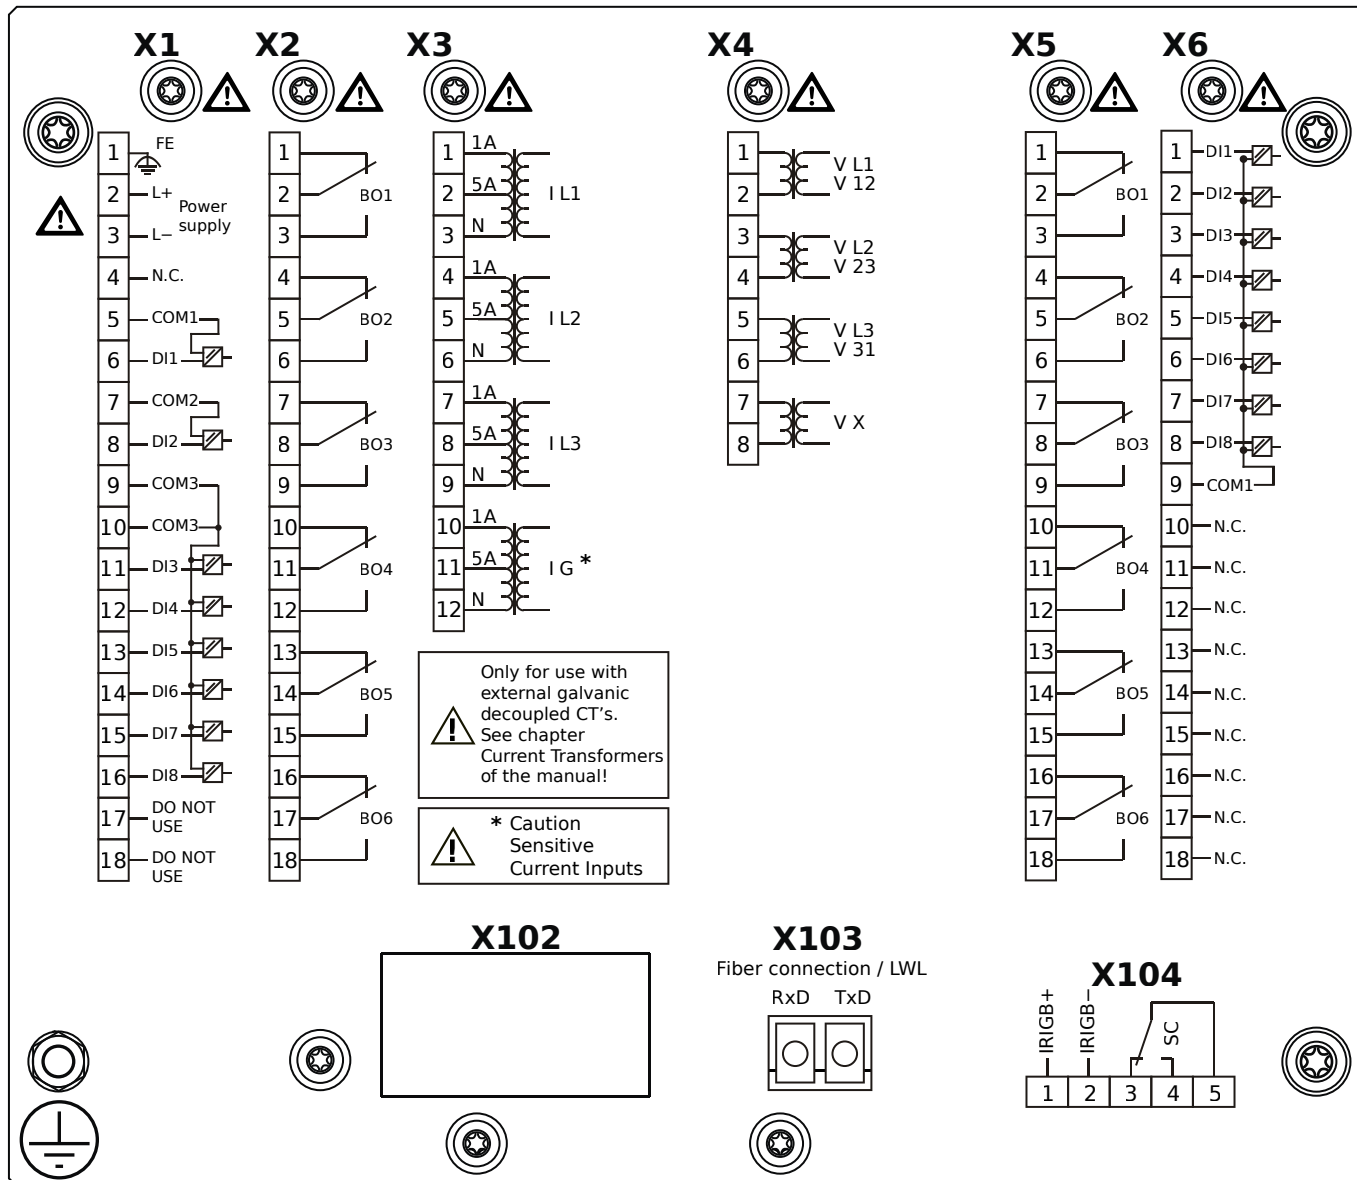 X1
X2
X3
X4
X5
X6
1 FE
2 L+ Power
supply
3 L−
4 N.C.
5 COM1
6 DI1
7 COM2
8 DI2
9 COM3
10 COM3
11 DI3
12 DI4
13 DI5
14 DI6
15 DI7
16 DI8
17 DO NOT
USE
18 DO NOT
USE
1
2 BO1
3
4
5 BO2
6
7
8 BO3
9
10
11 BO4
12
13
14 BO5
15
16
17 BO6
18
1 1A
2 5A I L1
3 N
4 1A
5 5A I L2
6 N
7 1A
8 5A I L3
9 N
10 1A
11 5A I G *
12 N
Only for use with
external galvanic
decoupled CT's.
See chapter
Current Transformers
of the manual!
* Caution
Sensitive
Current Inputs
1 V L1
2 V 12
3 V L2
4 V 23
5 V L3
6 V 31
7 V X
8
1
2 BO1
3
4
5 BO2
6
7
8 BO3
9
10
11 BO4
12
13
14 BO5
15
16
17 BO6
18
1 DI1
2 DI2
3 DI3
4 DI4
5 DI5
6 DI6
7 DI7
8 DI8
9 COM1
10 N.C.
11 N.C.
12 N.C.
13 N.C.
14 N.C.
15 N.C.
16 N.C.
17 N.C.
18 N.C.
X102
X103
Fiber connection / LWL
RxD TxD
X104
IRIGB+
IRIGB−
SC
1 2 3 4 5